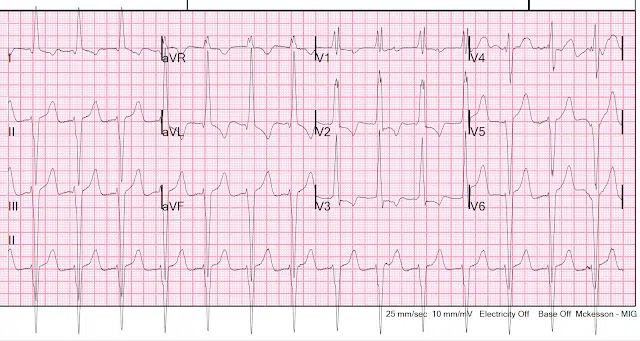 I aVR V1 V4
II aVL V2 V5
III aVF V3 V6
II
25 mm/sec 10 mm/mV Electricity Off Base Off Mckesson - MIG